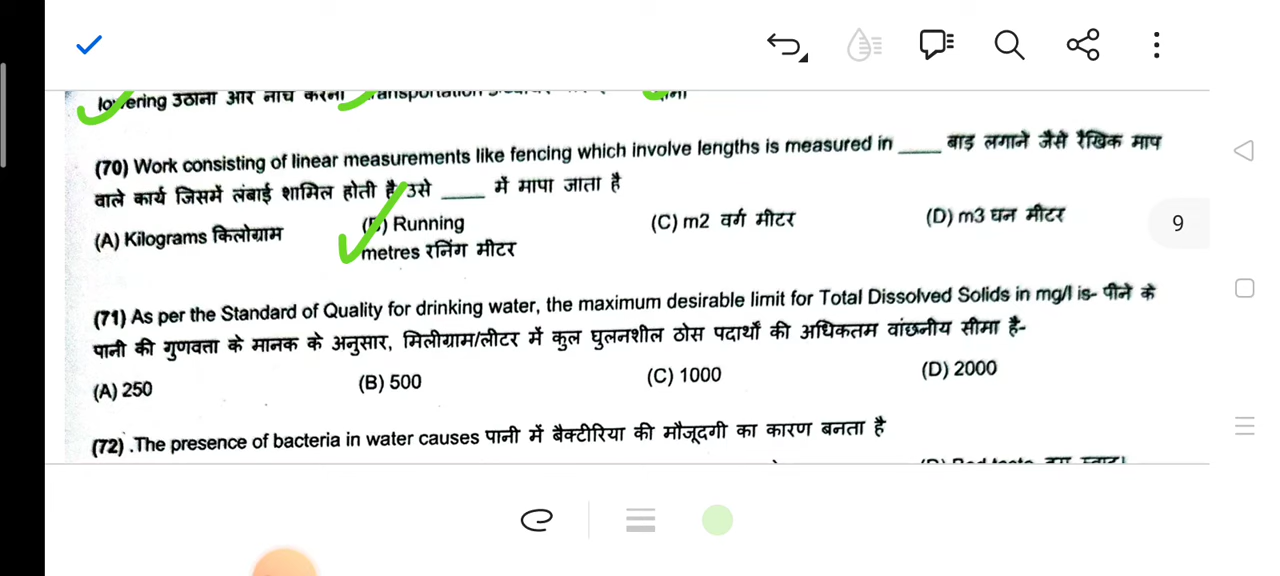 lowering उठाना और नीचे करना
(70) Work consisting of linear measurements like fencing which involve lengths is measured in ____ बाड़ लगाने जैसे रैखिक माप
वाले कार्य जिसमें लंबाई शामिल होती है उसे ____ में मापा जाता है
(A) Kilograms किलोग्राम (B) Running (C) m2 वर्ग मीटर (D) m3 घन मीटर
metres रनिंग मीटर
9
(71) As per the Standard of Quality for drinking water, the maximum desirable limit for Total Dissolved Solids in mg/l is- पीने के
पानी की गुणवत्ता के मानक के अनुसार, मिलीग्राम/लीटर में कुल घुलनशील ठोस पदार्थों की अधिकतम वांछनीय सीमा है-
(A) 250 (B) 500 (C) 1000 (D) 2000
(72) .The presence of bacteria in water causes पानी में बैक्टीरिया की मौजूदगी का कारण बनता है